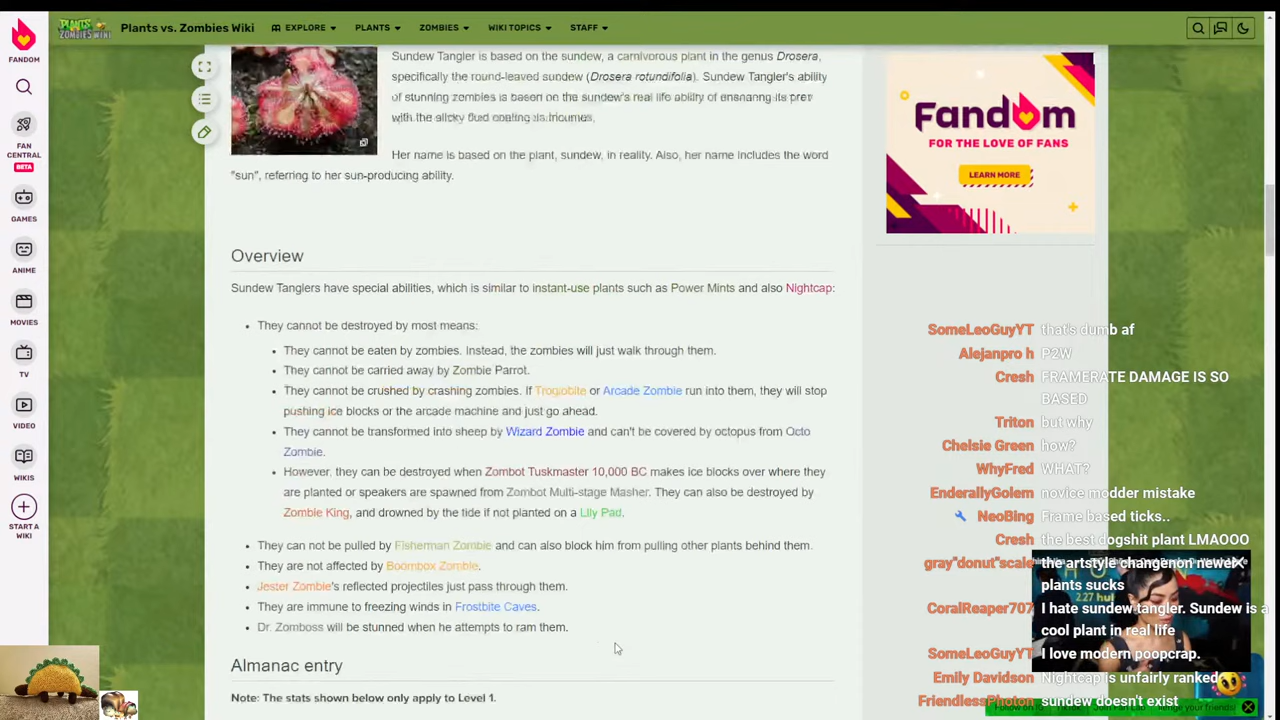 Plants vs. Zombies Wiki
EXPLORE
PLANTS
ZOMBIES
WIKI TOPICS
STAFF
FANDOM
FAN
CENTRAL
BETA
GAMES
ANIME
MOVIES
TV
VIDEO
WIKIS
START A
WIKI
Sundew Tangler is based on the sundew, a carnivorous plant in the genus Drosera,
specifically the round-leaved sundew (Drosera rotundifolia). Sundew Tangler's ability
of stunning zombies is based on the sundew's real life ability of ensnaring its prey
with the sticky fluid coating its
Her name is based on the plant, sundew, in reality. Also, her name includes the word
"sun", referring to her sun-producing ability.
Overview
Sundew Tanglers have special abilities, which is similar to instant-use plants such as Power Mints and also Nightcap:
They cannot be destroyed by most means:
They cannot be eaten by zombies. Instead, the zombies will just walk through them.
They cannot be carried away by Zombie Parrot.
They cannot be crushed by crashing zombies. If Troglobite or Arcade Zombie run into them, they will stop
pushing ice blocks or the arcade machine and just go ahead.
They cannot be transformed into sheep by Wizard Zombie and can't be covered by octopus from Octo
Zombie.
However, they can be destroyed when Zombot Tuskmaster 10,000 BC makes ice blocks over where they
are planted or speakers are spawned from Zombot Multi-stage Masher. They can also be destroyed by
Zombie King, and drowned by the tide if not planted on a Lily Pad.
They can not be pulled by Fisherman Zombie and can also block him from pulling other plants behind them.
They are not affected by Boombox Zombie.
Jester Zombie's reflected projectiles just pass through them.
They are immune to freezing winds in Frostbite Caves.
Dr. Zomboss will be stunned when he attempts to ram them.
Almanac entry
Note: The stats shown below only apply to Level 1.
Fandom
FOR THE LOVE OF FANS
LEARN MORE
SomeLeoGuyYT that's dumb af
Alejanpro h P2W
Cresh FRAMERATE DAMAGE IS SO
BASED
Triton but why
Chelsie Green how?
WhyFred WHAT?
EnderallyGolem novice modder mistake
NeoBing Frame based ticks..
Cresh the best dogshit plant LMAOOO
gray"donut"scale the artstyle changenon newer
plants sucks
CoralReaper707 I hate sundew tangler. Sundew is a
cool plant in real life
SomeLeoGuyYT I love modern poopcrap.
Emily Davidson Nightcap is unfairly ranked
FriendlessPhoton sundew doesn't exist
2:27